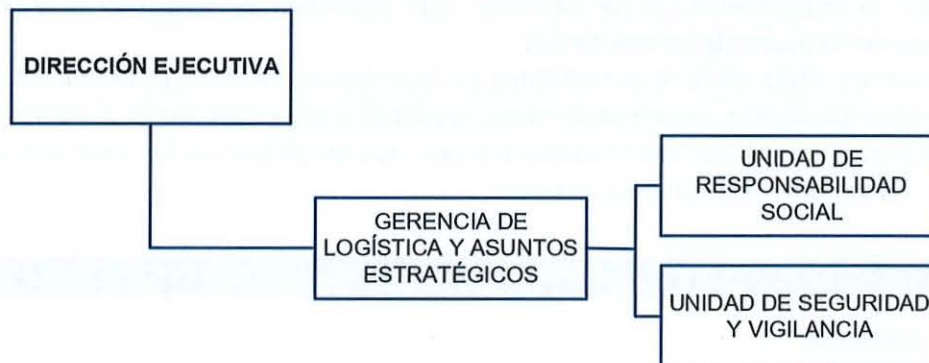 DIRECCIÓN EJECUTIVA
UNIDAD DE
RESPONSABILIDAD
SOCIAL
GERENCIA DE
LOGÍSTICA Y ASUNTOS
ESTRATÉGICOS
UNIDAD DE SEGURIDAD
Y VIGILANCIA